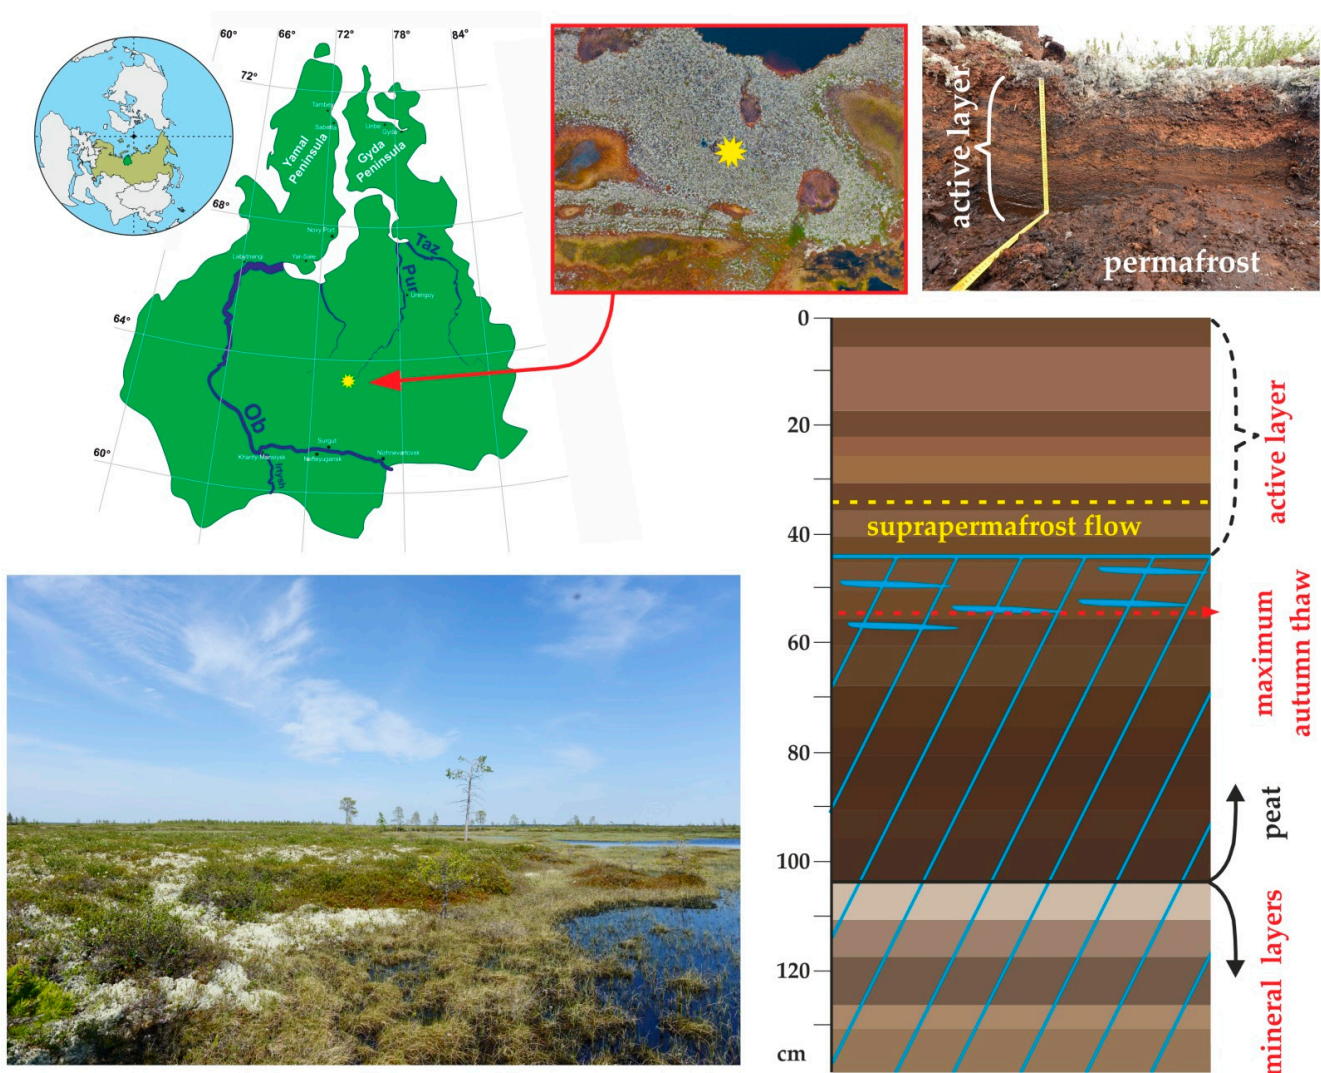 60°
66°
72°
78°
84°
72°
68°
64°
60°
Tambey
Sabetta
Yamal
Peninsula
Gyda
Gyda
Peninsula
Novy Port
Labytnangi
Yar-Sale
Taz
Pur
Urengoy
Ob
Surgut
Khanty-Mansiysk
Nefteyugansk
Nizhnevartovsk
Irtysh
active layer
permafrost
0
20
40
60
80
100
120
cm
suprapermafrost flow
active layer
maximum
autumn thaw
peat
mineral layers